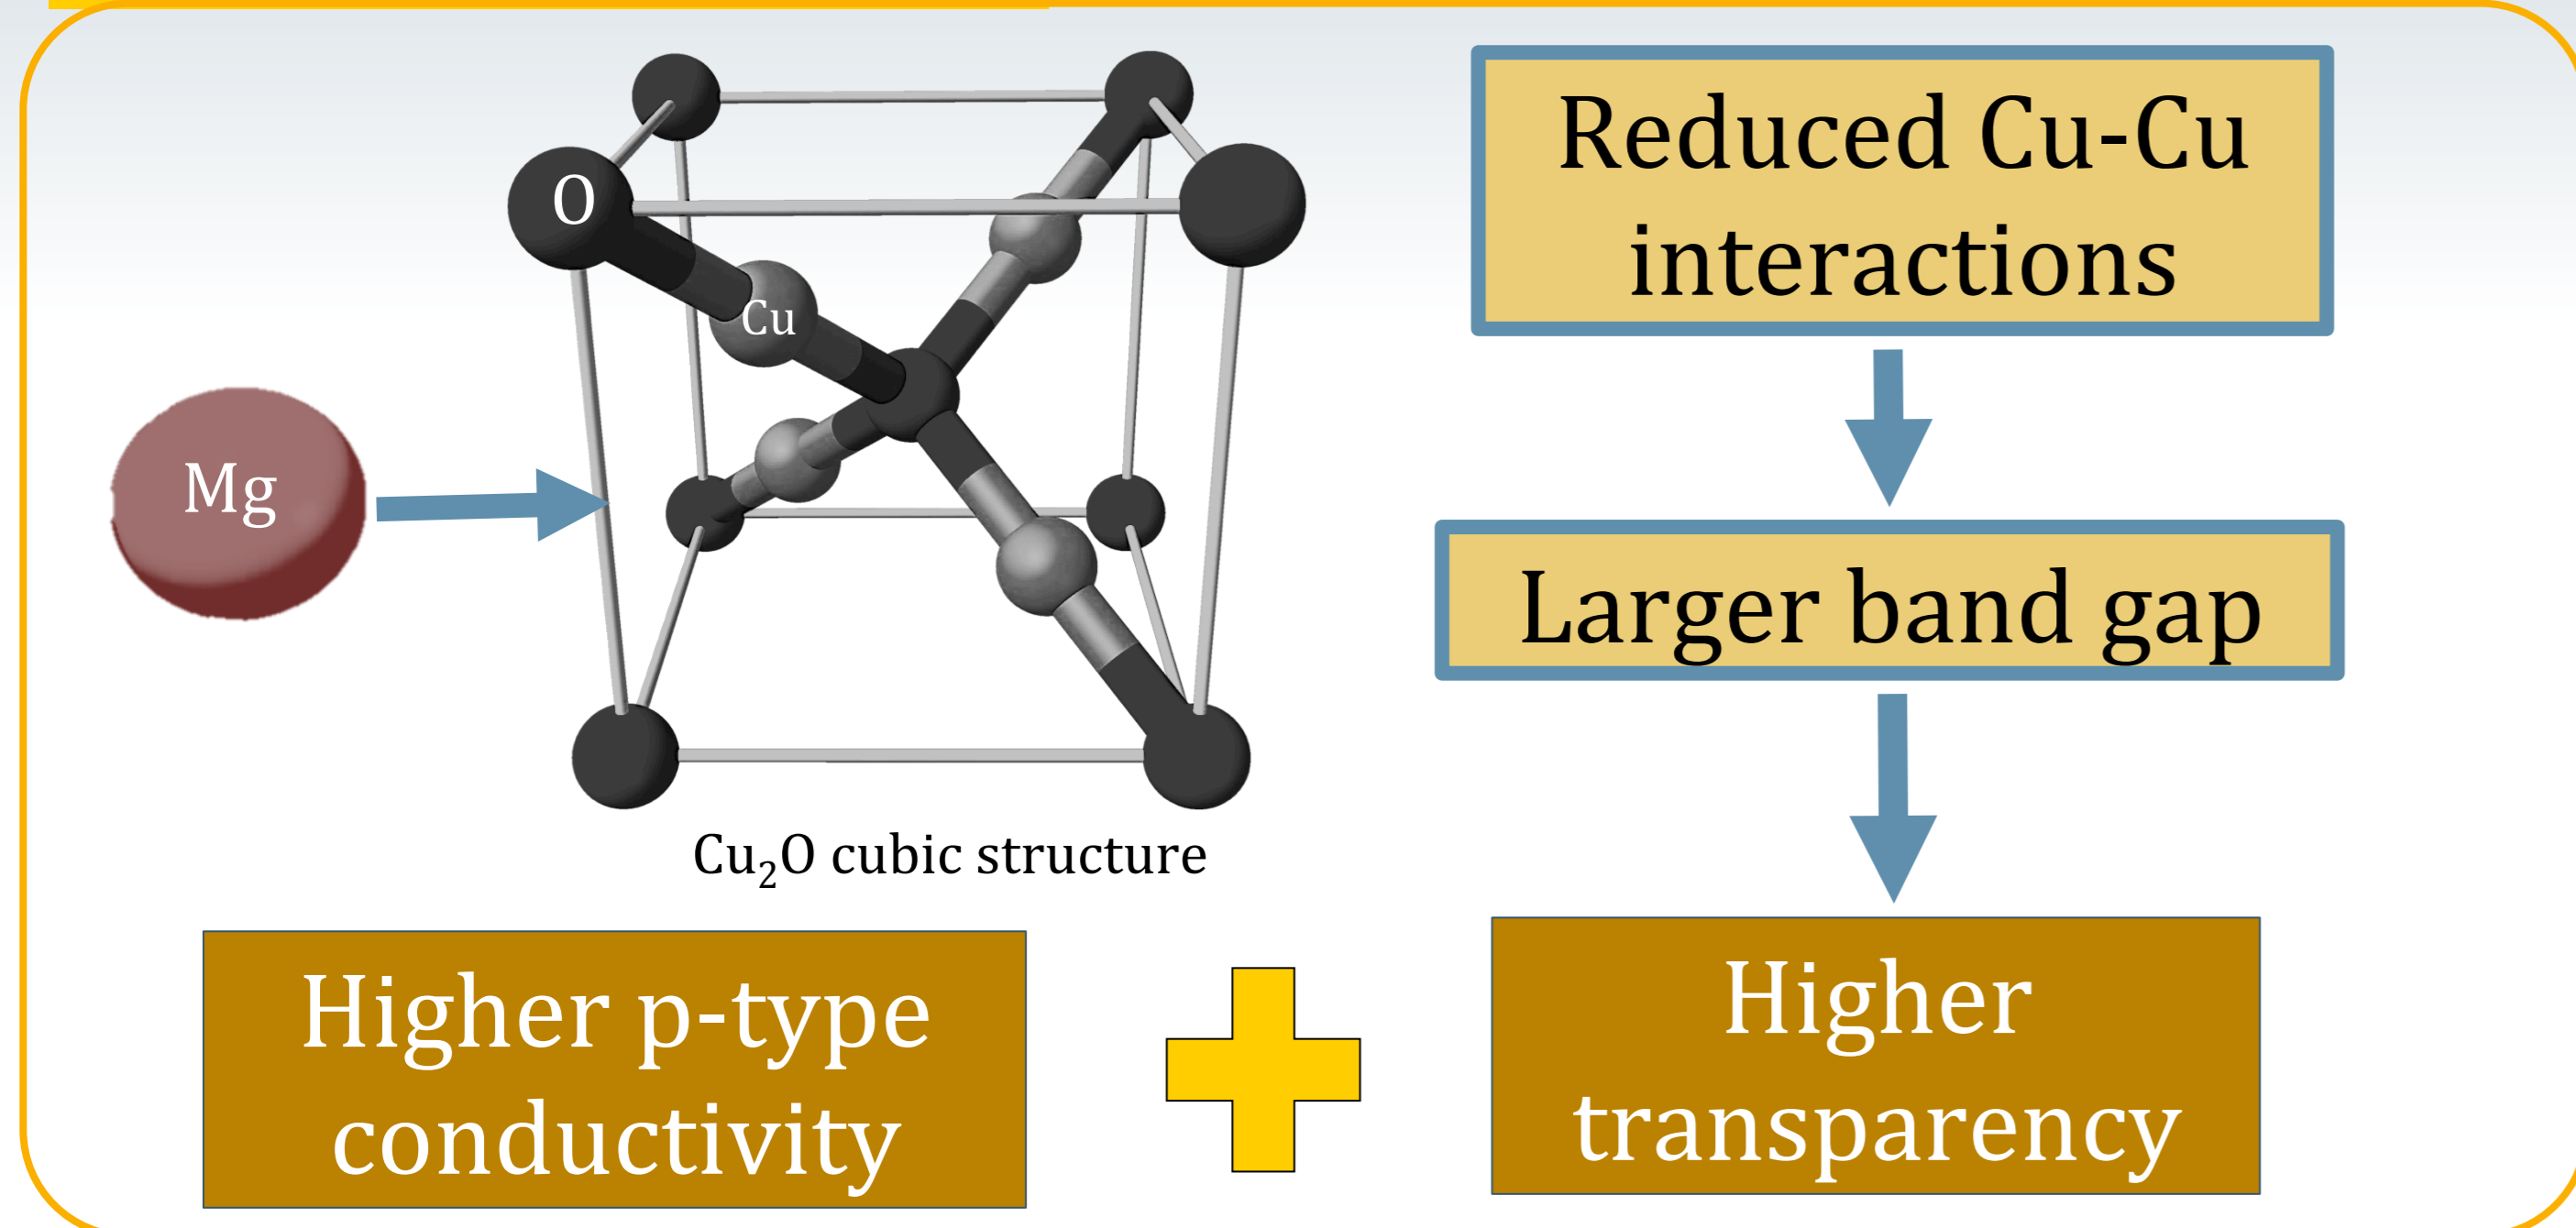 O
Cu
Mg
Cu₂O cubic structure
Reduced Cu-Cu
interactions
Larger band gap
Higher p-type
conductivity
Higher
transparency